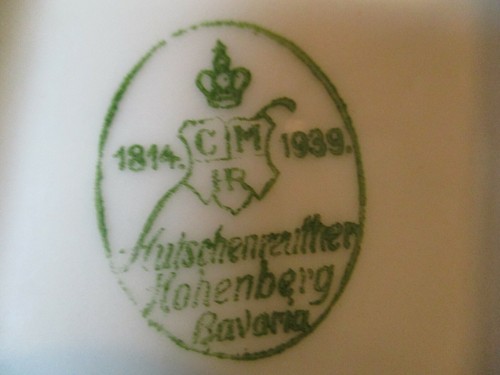 1814. CM 1939.
HR
Hutschenreuther
Hohenberg
Bavaria